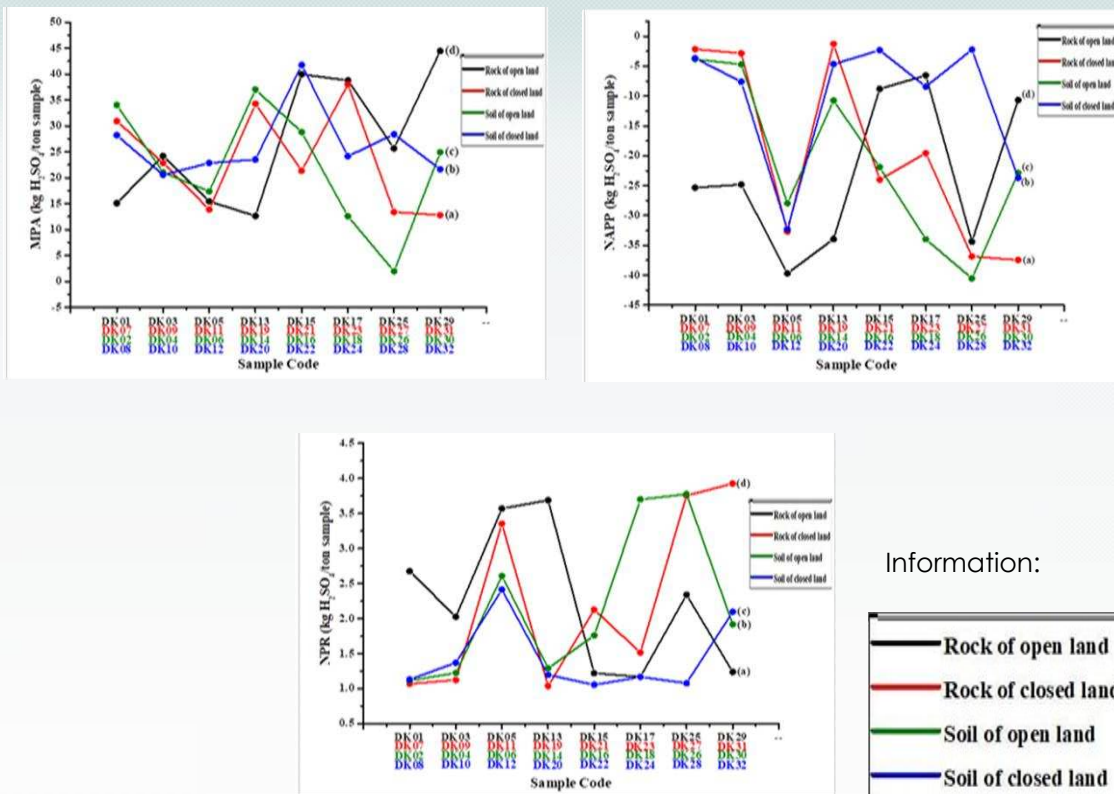 50
45
40
35
30
25
20
15
10
5
0
-5
MPA (kg H₂SO₄/ton sample)
(d)
(c)
(b)
(a)
Rock of open land
Rock of closed land
Soil of open land
Soil of closed land
DK01 DK03 DK05 DK13 DK15 DK17 DK25 DK29 --
DK07 DK09 DK11 DK19 DK21 DK23 DK27 DK31
DK02 DK04 DK06 DK14 DK16 DK18 DK26 DK30
DK08 DK10 DK12 DK20 DK22 DK24 DK28 DK32
Sample Code
0
-5
-10
-15
-20
-25
-30
-35
-40
-45
NAPP (kg H₂SO₄/ton sample)
(d)
(c)
(b)
(a)
Rock of open land
Rock of closed lan
Soil of open land
Soil of closed land
DK01 DK03 DK05 DK13 DK15 DK17 DK25 DK29 --
DK07 DK09 DK11 DK19 DK21 DK23 DK27 DK31
DK02 DK04 DK06 DK14 DK16 DK18 DK26 DK30
DK08 DK10 DK12 DK20 DK22 DK24 DK28 DK32
Sample Code
4.5
4.0
3.5
3.0
2.5
2.0
1.5
1.0
0.5
NPR (kg H₂SO₄/ton sample)
(d)
(c)
(b)
(a)
Rock of open land
Rock of closed land
Soil of open land
Soil of closed land
DK01 DK03 DK05 DK13 DK15 DK17 DK25 DK29 --
DK07 DK09 DK11 DK19 DK21 DK23 DK27 DK31
DK02 DK04 DK06 DK14 DK16 DK18 DK26 DK30
DK08 DK10 DK12 DK20 DK22 DK24 DK28 DK32
Sample Code
Information:
Rock of open land
Rock of closed land
Soil of open land
Soil of closed land